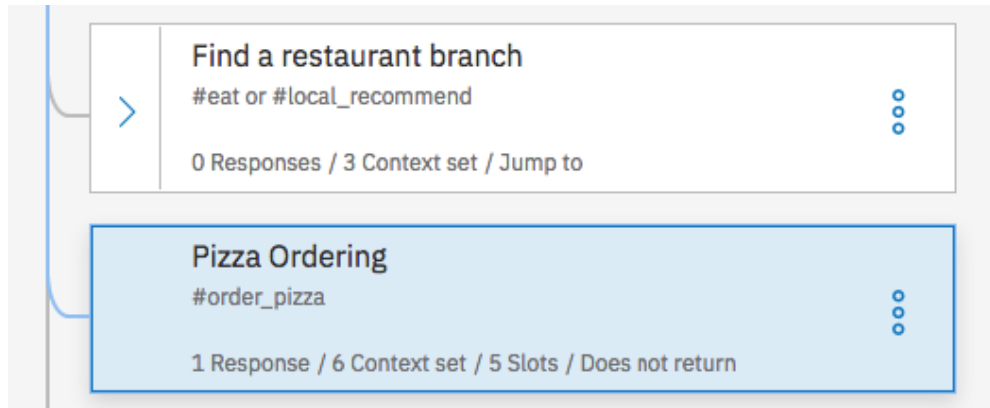 Find a restaurant branch
#eat or #local_recommend
0 Responses / 3 Context set / Jump to
Pizza Ordering
#order_pizza
1 Response / 6 Context set / 5 Slots / Does not return